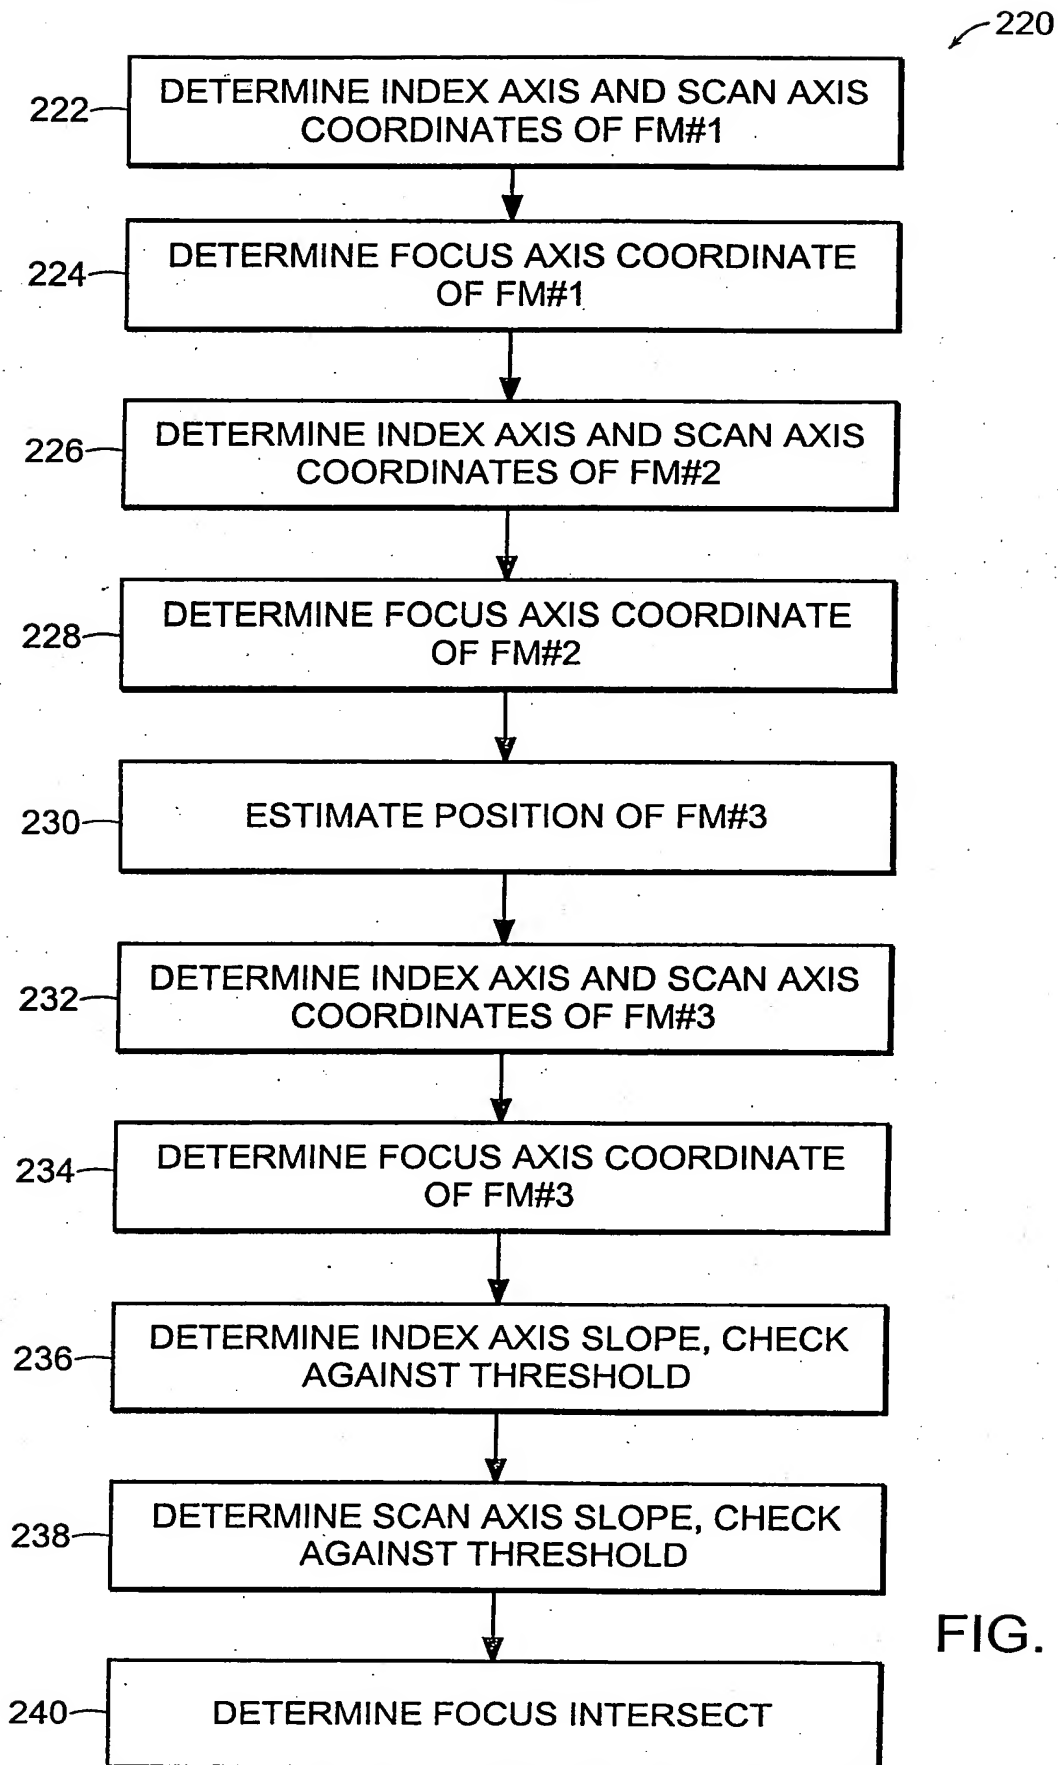 220
222
DETERMINE INDEX AXIS AND SCAN AXIS
COORDINATES OF FM#1
224
DETERMINE FOCUS AXIS COORDINATE
OF FM#1
226
DETERMINE INDEX AXIS AND SCAN AXIS
COORDINATES OF FM#2
228
DETERMINE FOCUS AXIS COORDINATE
OF FM#2
230
ESTIMATE POSITION OF FM#3
232
DETERMINE INDEX AXIS AND SCAN AXIS
COORDINATES OF FM#3
234
DETERMINE FOCUS AXIS COORDINATE
OF FM#3
236
DETERMINE INDEX AXIS SLOPE, CHECK
AGAINST THRESHOLD
238
DETERMINE SCAN AXIS SLOPE, CHECK
AGAINST THRESHOLD
FIG.
240
DETERMINE FOCUS INTERSECT